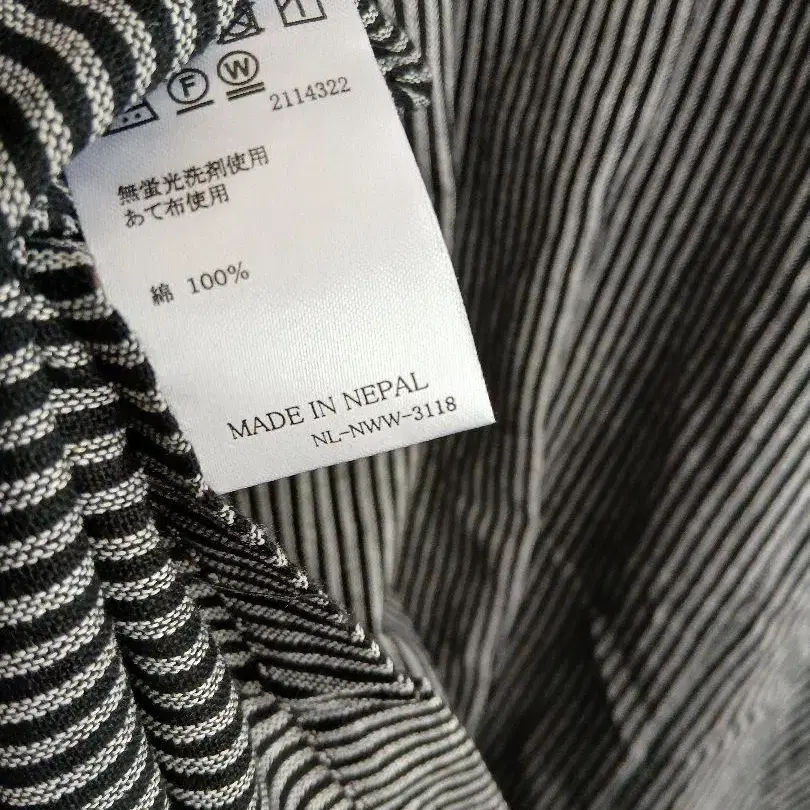 F W
2114322
無蛍光洗剤使用
あて布使用
綿 100%
MADE IN NEPAL
NL-NWW-3118